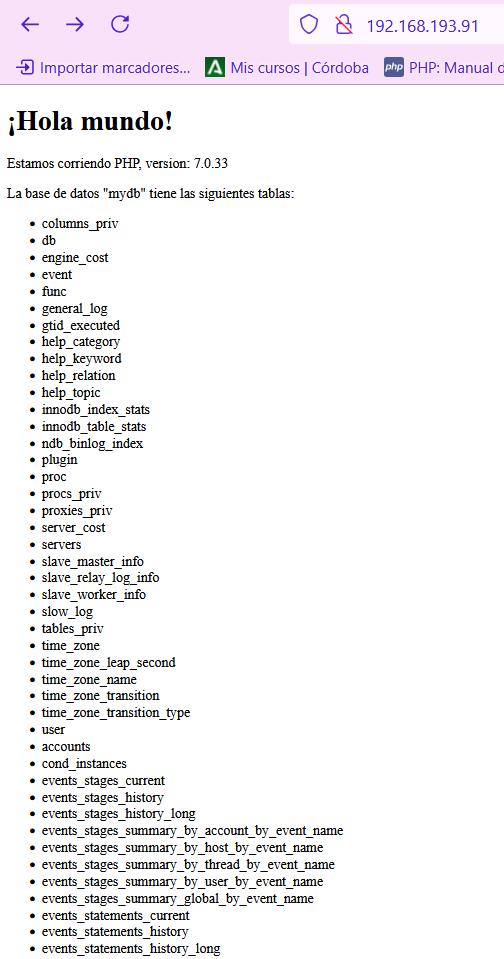 192.168.193.91
Importar marcadores... Mis cursos | Córdoba php PHP: Manual d
¡Hola mundo!
Estamos corriendo PHP, version: 7.0.33
La base de datos "mydb" tiene las siguientes tablas:
columns_priv
db
engine_cost
event
func
general_log
gtid_executed
help_category
help_keyword
help_relation
help_topic
innodb_index_stats
innodb_table_stats
ndb_binlog_index
plugin
proc
procs_priv
proxies_priv
server_cost
servers
slave_master_info
slave_relay_log_info
slave_worker_info
slow_log
tables_priv
time_zone
time_zone_leap_second
time_zone_name
time_zone_transition
time_zone_transition_type
user
accounts
cond_instances
events_stages_current
events_stages_history
events_stages_history_long
events_stages_summary_by_account_by_event_name
events_stages_summary_by_host_by_event_name
events_stages_summary_by_thread_by_event_name
events_stages_summary_by_user_by_event_name
events_stages_summary_global_by_event_name
events_statements_current
events_statements_history
events_statements_history_long